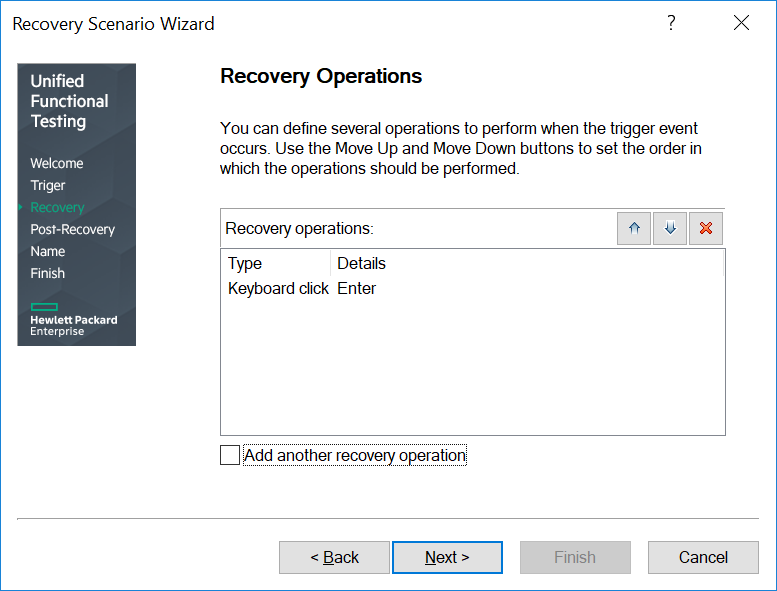 Recovery Scenario Wizard
?
Unified
Functional
Testing
Welcome
Triger
Recovery
Post-Recovery
Name
Finish
Hewlett Packard
Enterprise
Recovery Operations
You can define several operations to perform when the trigger event
occurs. Use the Move Up and Move Down buttons to set the order in
which the operations should be performed.
Recovery operations:
Type Details
Keyboard click Enter
Add another recovery operation
< Back Next > Finish Cancel